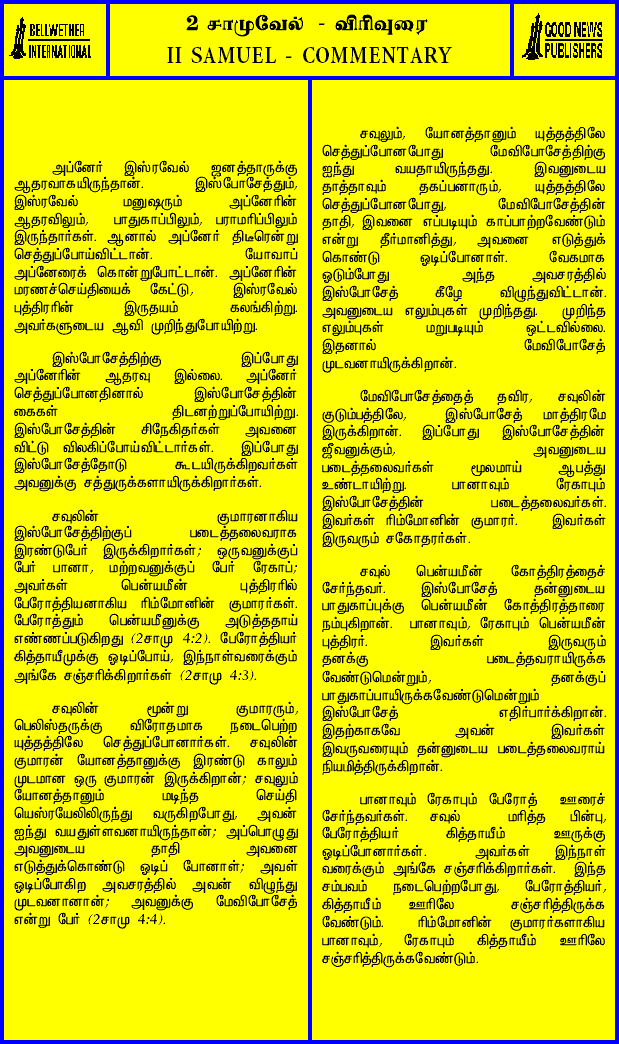 BELLWETHER
INTERNATIONAL
2 சாமுவேல் - விரிவுரை
II SAMUEL - COMMENTARY
GOOD NEWS
PUBLISHERS
அப்னேர் இஸ்ரவேல் ஜனத்தாருக்கு
ஆதரவாகயிருந்தான். இஸ்போசேத்தும்,
இஸ்ரவேல் மனுஷரும் அப்னேரின்
ஆதரவிலும், பாதுகாப்பிலும், பராமரிப்பிலும்
இருந்தார்கள். ஆனால் அப்னேர் திடீரென்று
செத்துப்போய்விட்டான். யோவாப்
அப்னேரைக் கொன்றுபோட்டான். அப்னேரின்
மரணச்செய்தியைக் கேட்டு, இஸ்ரவேல்
புத்திரரின் இருதயம் கலங்கிற்று.
அவர்களுடைய ஆவி முறிந்துபோயிற்று.
இஸ்போசேத்திற்கு இப்போது
அப்னேரின் ஆதரவு இல்லை. அப்னேர்
செத்துப்போனதினால் இஸ்போசேத்தின்
கைகள் திடனற்றுப்போயிற்று.
இஸ்போசேத்தின் சிநேகிதர்கள் அவனை
விட்டு விலகிப்போய்விட்டார்கள். இப்போது
இஸ்போசேத்தோடு கூடயிருக்கிறவர்கள்
அவனுக்கு சத்துருக்களாயிருக்கிறார்கள்.
சவுலின் குமாரனாகிய
இஸ்போசேத்திற்குப் படைத்தலைவராக
இரண்டுபேர் இருக்கிறார்கள்; ஒருவனுக்குப்
பேர் பானா, மற்றவனுக்குப் பேர் ரேகாப்;
அவர்கள் பென்யமீன் புத்திரரில்
பேரோத்தியனாகிய ரிம்மோனின் குமாரர்கள்.
பேரோத்தும் பென்யமீனுக்கு அடுத்ததாய்
எண்ணப்படுகிறது (2சாமு 4:2). பேரோத்தியர்
கித்தாயீமுக்கு ஓடிப்போய், இந்நாள்வரைக்கும்
அங்கே சஞ்சரிக்கிறார்கள் (2சாமு 4:3).
சவுலின் மூன்று குமாரரும்,
பெலிஸ்தருக்கு விரோதமாக நடைபெற்ற
யுத்தத்திலே செத்துப்போனார்கள். சவுலின்
குமாரன் யோனத்தானுக்கு இரண்டு காலும்
முடமான ஒரு குமாரன் இருக்கிறான்; சவுலும்
யோனத்தானும் மடிந்த செய்தி
யெஸ்ரயேலிலிருந்து வருகிறபோது, அவன்
ஐந்து வயதுள்ளவனாயிருந்தான்; அப்பொழுது
அவனுடைய தாதி அவனை
எடுத்துக்கொண்டு ஓடிப் போனாள்; அவள்
ஓடிப்போகிற அவசரத்தில் அவன் விழுந்து
முடவனானான்; அவனுக்கு மேவிபோசேத்
என்று பேர் (2சாமு 4:4).
சவுலும், யோனத்தானும் யுத்தத்திலே
செத்துப்போனபோது மேவிபோசேத்திற்கு
ஐந்து வயதாயிருந்தது. இவனுடைய
தாத்தாவும் தகப்பனாரும், யுத்தத்திலே
செத்துப்போனபோது, மேவிபோசேத்தின்
தாதி, இவனை எப்படியும் காப்பாற்றவேண்டும்
என்று தீர்மானித்து, அவனை எடுத்துக்
கொண்டு ஓடிப்போனாள். வேகமாக
ஓடும்போது அந்த அவசரத்தில்
இஸ்போசேத் கீழே விழுந்துவிட்டான்.
அவனுடைய எலும்புகள் முறிந்தது. முறிந்த
எலும்புகள் மறுபடியும் ஒட்டவில்லை.
இதனால் மேவிபோசேத்
முடவனாயிருக்கிறான்.
மேவிபோசேத்தைத் தவிர, சவுலின்
குடும்பத்திலே, இஸ்போசேத் மாத்திரமே
இருக்கிறான். இப்போது இஸ்போசேத்தின்
ஜீவனுக்கும், அவனுடைய
படைத்தலைவர்கள் மூலமாய் ஆபத்து
உண்டாயிற்று. பானாவும் ரேகாபும்
இஸ்போசேத்தின் படைத்தலைவர்கள்.
இவர்கள் ரிம்மோனின் குமாரர். இவர்கள்
இருவரும் சகோதரர்கள்.
சவுல் பென்யமீன் கோத்திரத்தைச்
சேர்ந்தவர். இஸ்போசேத் தன்னுடைய
பாதுகாப்புக்கு பென்யமீன் கோத்திரத்தாரை
நம்புகிறான். பானாவும், ரேகாபும் பென்யமீன்
புத்திரர். இவர்கள் இருவரும்
தனக்கு படைத்தவராயிருக்க
வேண்டுமென்றும், தனக்குப்
பாதுகாப்பாயிருக்கவேண்டுமென்றும்
இஸ்போசேத் எதிர்பார்க்கிறான்.
இதற்காகவே அவன் இவர்கள்
இவருவரையும் தன்னுடைய படைத்தலைவராய்
நியமித்திருக்கிறான்.
பானாவும் ரேகாபும் பேரோத் ஊரைச்
சேர்ந்தவர்கள். சவுல் மரித்த பின்பு,
பேரோத்தியர் கித்தாயீம் ஊருக்கு
ஓடிப்போனார்கள். அவர்கள் இந்நாள்
வரைக்கும் அங்கே சஞ்சரிக்கிறார்கள். இந்த
சம்பவம் நடைபெற்றபோது, பேரோத்தியர்,
கித்தாயீம் ஊரிலே சஞ்சரித்திருக்க
வேண்டும். ரிம்மோனின் குமாரர்களாகிய
பானாவும், ரேகாபும் கித்தாயீம் ஊரிலே
சஞ்சரித்திருக்கவேண்டும்.